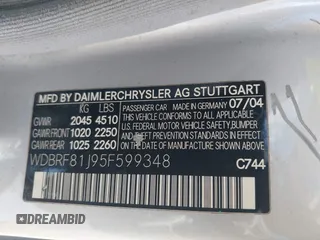 MFD BY DAIMLERCHRYSLER AG STUTTGART
KG LBS
GVWR 2045 4510
GAWR FRONT 1020 2250
GAWR REAR 1025 2260
MADE IN GERMANY 07/04
THIS VEHICLE CONFORMS TO ALL APPLICABLE
U.S. FEDERAL MOTOR VEHICLE SAFETY, BUMPER,
AND THEFT PREVENTION STANDARDS IN EFFECT
ON THE DATE OF MANUFACTURE SHOWN ABOVE.
WDBRF81J95F599348
C744
DREAMBID